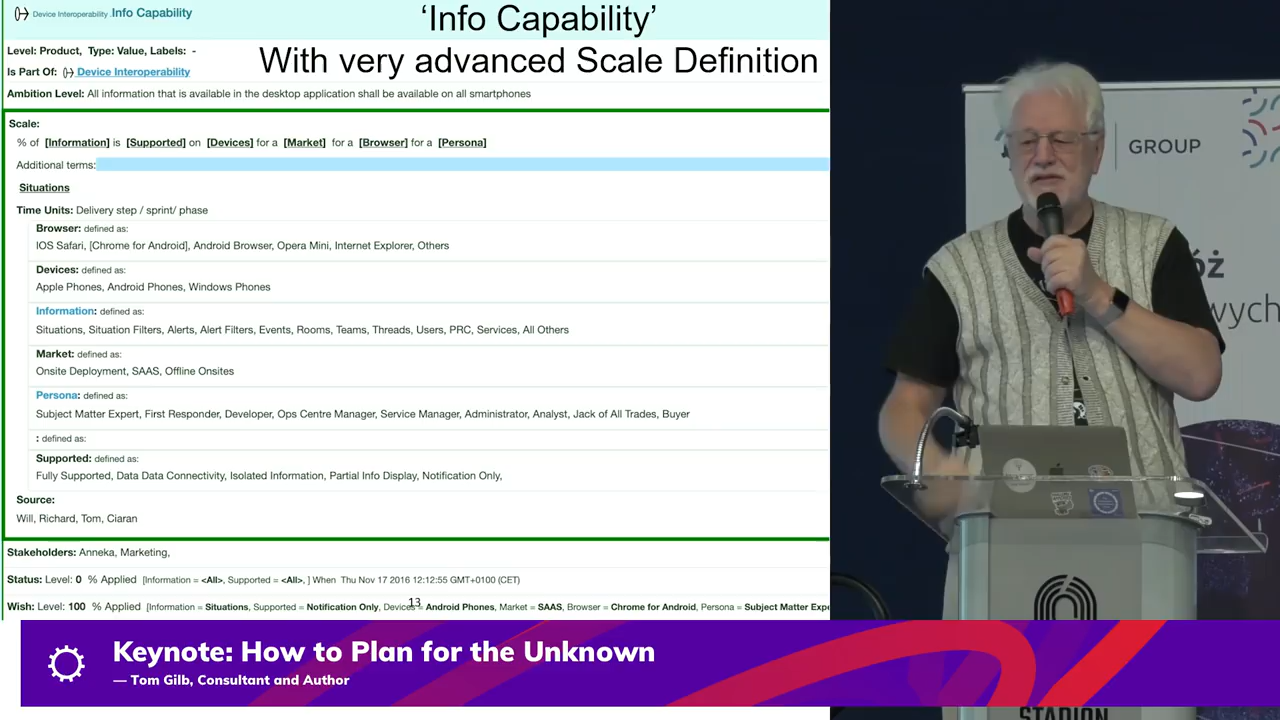 Device Interoperability .Info Capability
'Info Capability'
With very advanced Scale Definition
Level: Product, Type: Value, Labels: -
Is Part Of: Device Interoperability
Ambition Level: All information that is available in the desktop application shall be available on all smartphones
Scale:
% of [Information] is [Supported] on [Devices] for a [Market] for a [Browser] for a [Persona]
Additional terms:
Situations
Time Units: Delivery step / sprint/ phase
Browser: defined as:
IOS Safari, [Chrome for Android], Android Browser, Opera Mini, Internet Explorer, Others
Devices: defined as:
Apple Phones, Android Phones, Windows Phones
Information: defined as:
Situations, Situation Filters, Alerts, Alert Filters, Events, Rooms, Teams, Threads, Users, PRC, Services, All Others
Market: defined as:
Onsite Deployment, SAAS, Offline Onsites
Persona: defined as:
Subject Matter Expert, First Responder, Developer, Ops Centre Manager, Service Manager, Administrator, Analyst, Jack of All Trades, Buyer
: defined as:
Supported: defined as:
Fully Supported, Data Data Connectivity, Isolated Information, Partial Info Display, Notification Only,
Source:
Will, Richard, Tom, Ciaran
Stakeholders: Anneka, Marketing,
Status: Level: 0 % Applied [Information = <All>, Supported = <All>, ] When Thu Nov 17 2016 12:12:55 GMT+0100 (CET)
13
Wish: Level: 100 % Applied [Information = Situations, Supported = Notification Only, Devices = Android Phones, Market = SAAS, Browser = Chrome for Android, Persona = Subject Matter Expe
GROUP
óż
wych
STADION
Keynote: How to Plan for the Unknown
— Tom Gilb, Consultant and Author